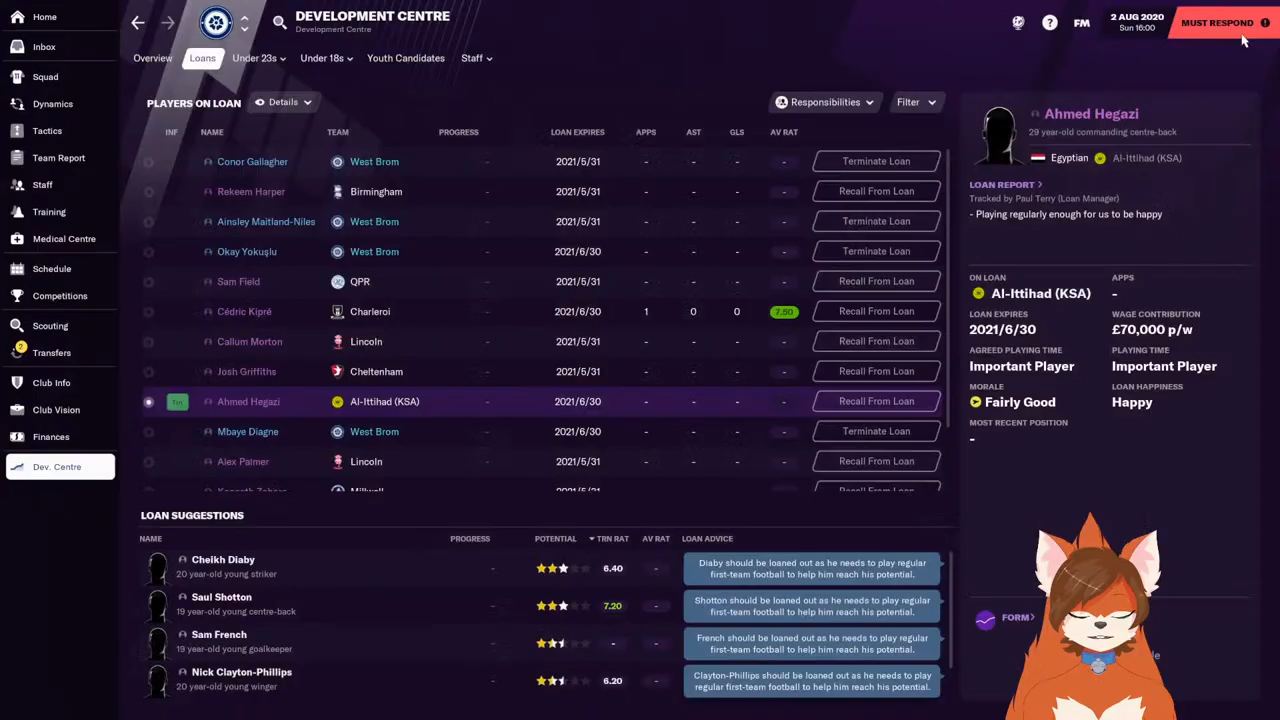 Home
Inbox
Squad
Dynamics
Tactics
Team Report
Staff
Training
Medical Centre
Schedule
Competitions
Scouting
2
Transfers
Club Info
Club Vision
Finances
Dev. Centre
DEVELOPMENT CENTRE
Development Centre
FM
2 AUG 2020
Sun 16:00
MUST RESPOND
Overview Loans Under 23s Under 18s Youth Candidates Staff
PLAYERS ON LOAN Details Responsibilities Filter
INF NAME TEAM PROGRESS LOAN EXPIRES APPS AST GLS AV RAT
Conor Gallagher West Brom - 2021/5/31 - - - - Terminate Loan
Rekeem Harper Birmingham - 2021/5/31 - - - - Recall From Loan
Ainsley Maitland-Niles West Brom - 2021/5/31 - - - - Terminate Loan
Okay Yokuşlu West Brom - 2021/6/30 - - - - Terminate Loan
Sam Field QPR - 2021/5/31 - - - - Recall From Loan
Cédric Kipré Charleroi - 2021/6/30 1 0 0 7.50 Recall From Loan
Callum Morton Lincoln - 2021/5/31 - - - - Recall From Loan
Josh Griffiths Cheltenham - 2021/5/31 - - - - Recall From Loan
Trn Ahmed Hegazi Al-Ittihad (KSA) - 2021/6/30 - - - - Recall From Loan
Mbaye Diagne West Brom - 2021/6/30 - - - - Terminate Loan
Alex Palmer Lincoln - 2021/5/31 - - - - Recall From Loan
Millwall - 2021/5/31 - - - - Recall From Loan
LOAN SUGGESTIONS
NAME PROGRESS POTENTIAL TRN RAT AV RAT LOAN ADVICE
Cheikh Diaby
20 year-old young striker
- 6.40 -
Diaby should be loaned out as he needs to play regular
first-team football to help him reach his potential.
Saul Shotton
19 year-old young centre-back
- 7.20 -
Shotton should be loaned out as he needs to play regular
first-team football to help him reach his potential.
Sam French
19 year-old young goalkeeper
- - -
French should be loaned out as he needs to play regular
first-team football to help him reach his potential.
Nick Clayton-Phillips
20 year-old young winger
- 6.20 -
Clayton-Phillips should be loaned out as he needs to play
regular first-team football to help him reach his potential.
Ahmed Hegazi
29 year-old commanding centre-back
Egyptian Al-Ittihad (KSA)
LOAN REPORT
Tracked by Paul Terry (Loan Manager)
- Playing regularly enough for us to be happy
ON LOAN APPS
Al-Ittihad (KSA) -
LOAN EXPIRES WAGE CONTRIBUTION
2021/6/30 £70,000 p/w
AGREED PLAYING TIME PLAYING TIME
Important Player Important Player
MORALE LOAN HAPPINESS
Fairly Good Happy
MOST RECENT POSITION
-
FORM